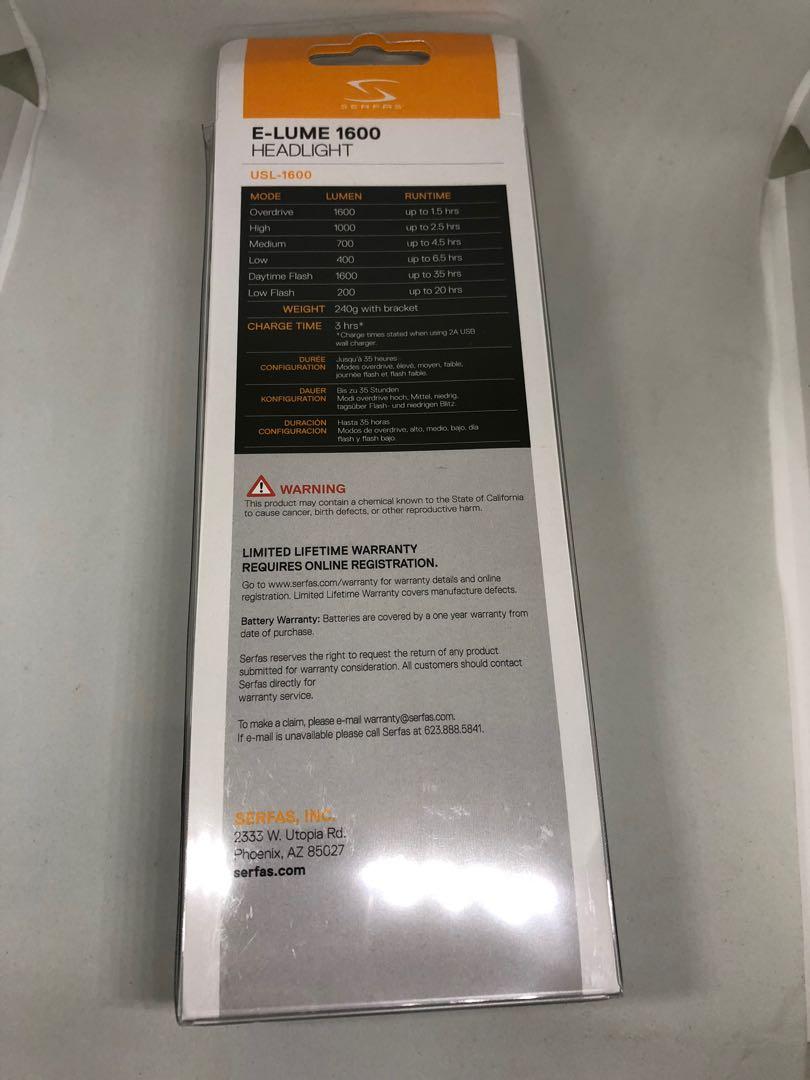 SERFAS
E-LUME 1600
HEADLIGHT
USL-1600
MODE LUMEN RUNTIME
Overdrive 1600 up to 1.5 hrs
High 1000 up to 2.5 hrs
Medium 700 up to 4.5 hrs
Low 400 up to 6.5 hrs
Daytime Flash 1600 up to 35 hrs
Low Flash 200 up to 20 hrs
WEIGHT 240g with bracket
CHARGE TIME 3 hrs*
*Charge times stated when using 2A USB
wall charger.
DURÉE Jusqu'à 35 heures
CONFIGURATION Modes overdrive, élevé, moyen, faible,
journée flash et flash faible.
DAUER Bis zu 35 Stunden
KONFIGURATION Modi overdrive hoch, Mittel, niedrig,
tagsüber Flash- und niedrigen Blitz.
DURACIÓN Hasta 35 horas
CONFIGURACION Modos de overdrive, alto, medio, bajo, día
flash y flash bajo.
WARNING
This product may contain a chemical known to the State of California
to cause cancer, birth defects, or other reproductive harm.
LIMITED LIFETIME WARRANTY
REQUIRES ONLINE REGISTRATION.
Go to www.serfas.com/warranty for warranty details and online
registration. Limited Lifetime Warranty covers manufacture defects.
Battery Warranty: Batteries are covered by a one year warranty from
date of purchase.
Serfas reserves the right to request the return of any product
submitted for warranty consideration. All customers should contact
Serfas directly for
warranty service.
To make a claim, please e-mail warranty@serfas.com.
If e-mail is unavailable please call Serfas at 623.888.5841.
SERFAS, INC.
2333 W. Utopia Rd.
Phoenix, AZ 85027
serfas.com